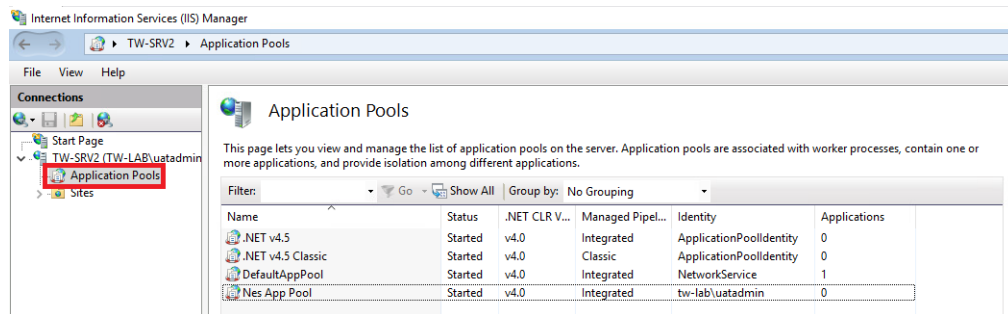 Internet Information Services (IIS) Manager
TW-SRV2 Application Pools
File View Help
Connections
Start Page
TW-SRV2 (TW-LAB\uatadmin
Application Pools
Sites
Application Pools
This page lets you view and manage the list of application pools on the server. Application pools are associated with worker processes, contain one or
more applications, and provide isolation among different applications.
Filter: Go Show All Group by: No Grouping
Name Status .NET CLR V... Managed Pipel... Identity Applications
.NET v4.5 Started v4.0 Integrated ApplicationPoolIdentity 0
.NET v4.5 Classic Started v4.0 Classic ApplicationPoolIdentity 0
DefaultAppPool Started v4.0 Integrated NetworkService 1
Nes App Pool Started v4.0 Integrated tw-lab\uatadmin 0